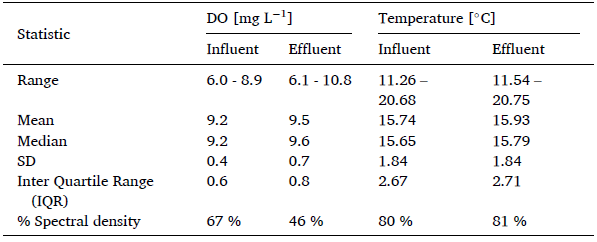 Statistic DO [mg L−1] Temperature [°C]
Influent Effluent Influent Effluent
Range 6.0 - 8.9 6.1 - 10.8 11.26 – 20.68 11.54 – 20.75
Mean 9.2 9.5 15.74 15.93
Median 9.2 9.6 15.65 15.79
SD 0.4 0.7 1.84 1.84
Inter Quartile Range (IQR) 0.6 0.8 2.67 2.71
% Spectral density 67 % 46 % 80 % 81 %